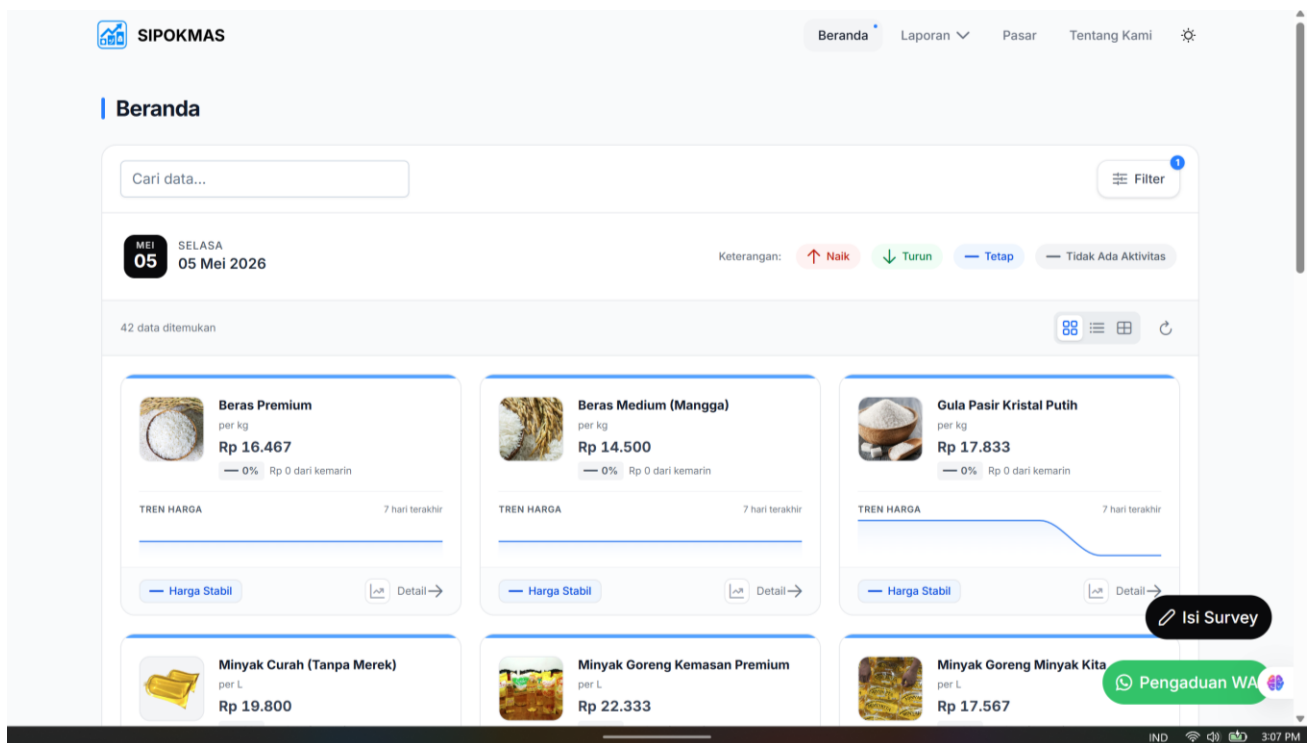 SIPOKMAS
Beranda
Laporan
Pasar
Tentang Kami
Beranda
Cari data...
Filter
1
MEI
05
SELASA
05 Mei 2026
Keterangan:
Naik
Turun
Tetap
Tidak Ada Aktivitas
42 data ditemukan
Beras Premium
per kg
Rp 16.467
0% Rp 0 dari kemarin
TREN HARGA
7 hari terakhir
Harga Stabil
Detail
Beras Medium (Mangga)
per kg
Rp 14.500
0% Rp 0 dari kemarin
TREN HARGA
7 hari terakhir
Harga Stabil
Detail
Gula Pasir Kristal Putih
per kg
Rp 17.833
0% Rp 0 dari kemarin
TREN HARGA
7 hari terakhir
Harga Stabil
Detail
Isi Survey
Minyak Curah (Tanpa Merek)
per L
Rp 19.800
Minyak Goreng Kemasan Premium
per L
Rp 22.333
Minyak Goreng Minyak Kita
per L
Rp 17.567
Pengaduan WA
IND
3:07 PM